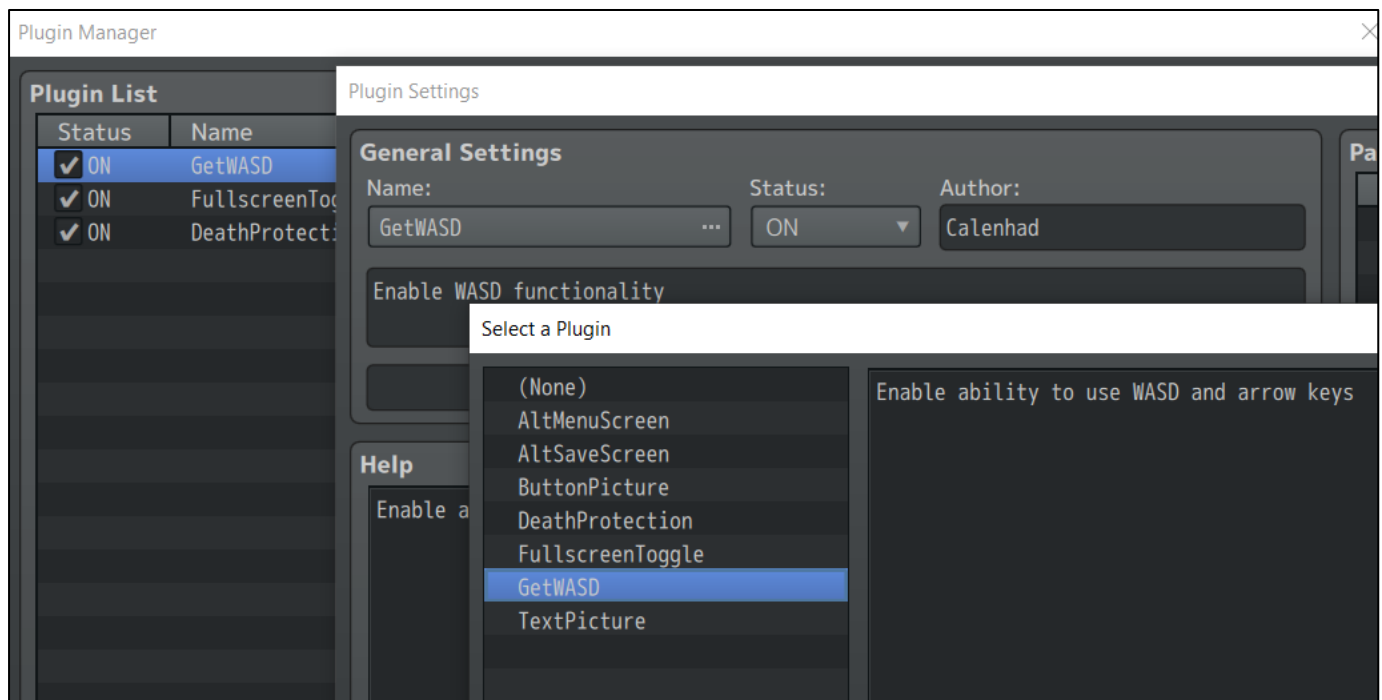 Plugin Manager
Plugin List
Status Name
ON GetWASD
ON FullscreenTog
ON DeathProtecti
Plugin Settings
General Settings
Name: Status: Author:
GetWASD ... ON Calenhad
Enable WASD functionality
Help
Enable a
Pa
Select a Plugin
(None)
AltMenuScreen
AltSaveScreen
ButtonPicture
DeathProtection
FullscreenToggle
GetWASD
TextPicture
Enable ability to use WASD and arrow keys